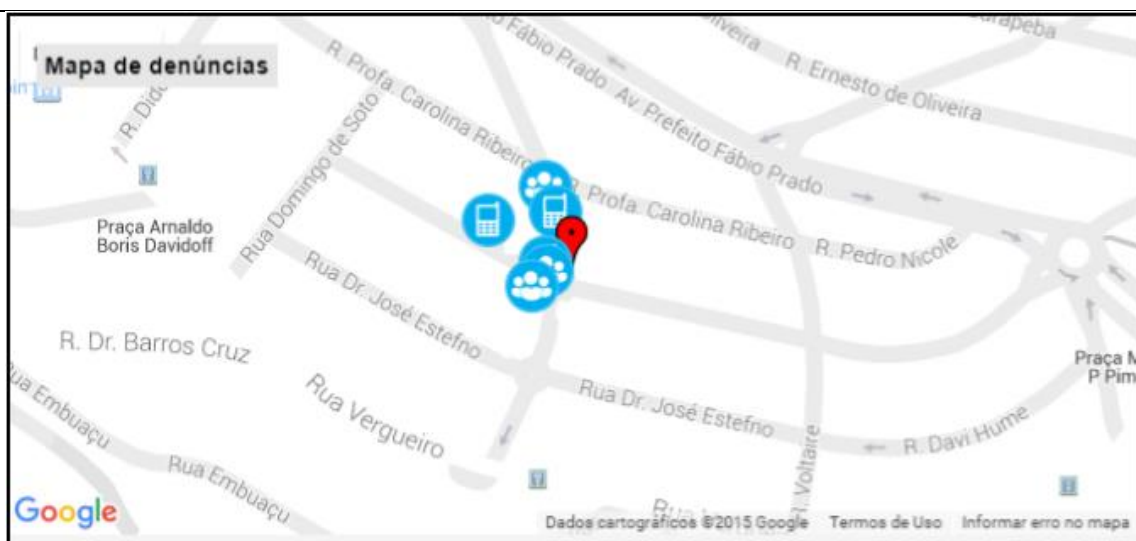 Mapa de denúncias
R. Profa. Carolina Ribeiro
Fábio Prado
Av. Prefeito Fábio Prado
R. Ernesto de Oliveira
Rua Domingo de Soto
R. Profa. Carolina Ribeiro
R. Pedro Nicole
Praça Arnaldo
Boris Davidoff
Rua Dr. José Estefno
R. Dr. Barros Cruz
Rua Vergueiro
Rua Dr. José Estefno
R. Davi Hume
R. Voltaire
Rua Embuaçu
Rua Embuaçu
Google
Dados cartográficos ©2015 Google
Termos de Uso
Informar erro no mapa